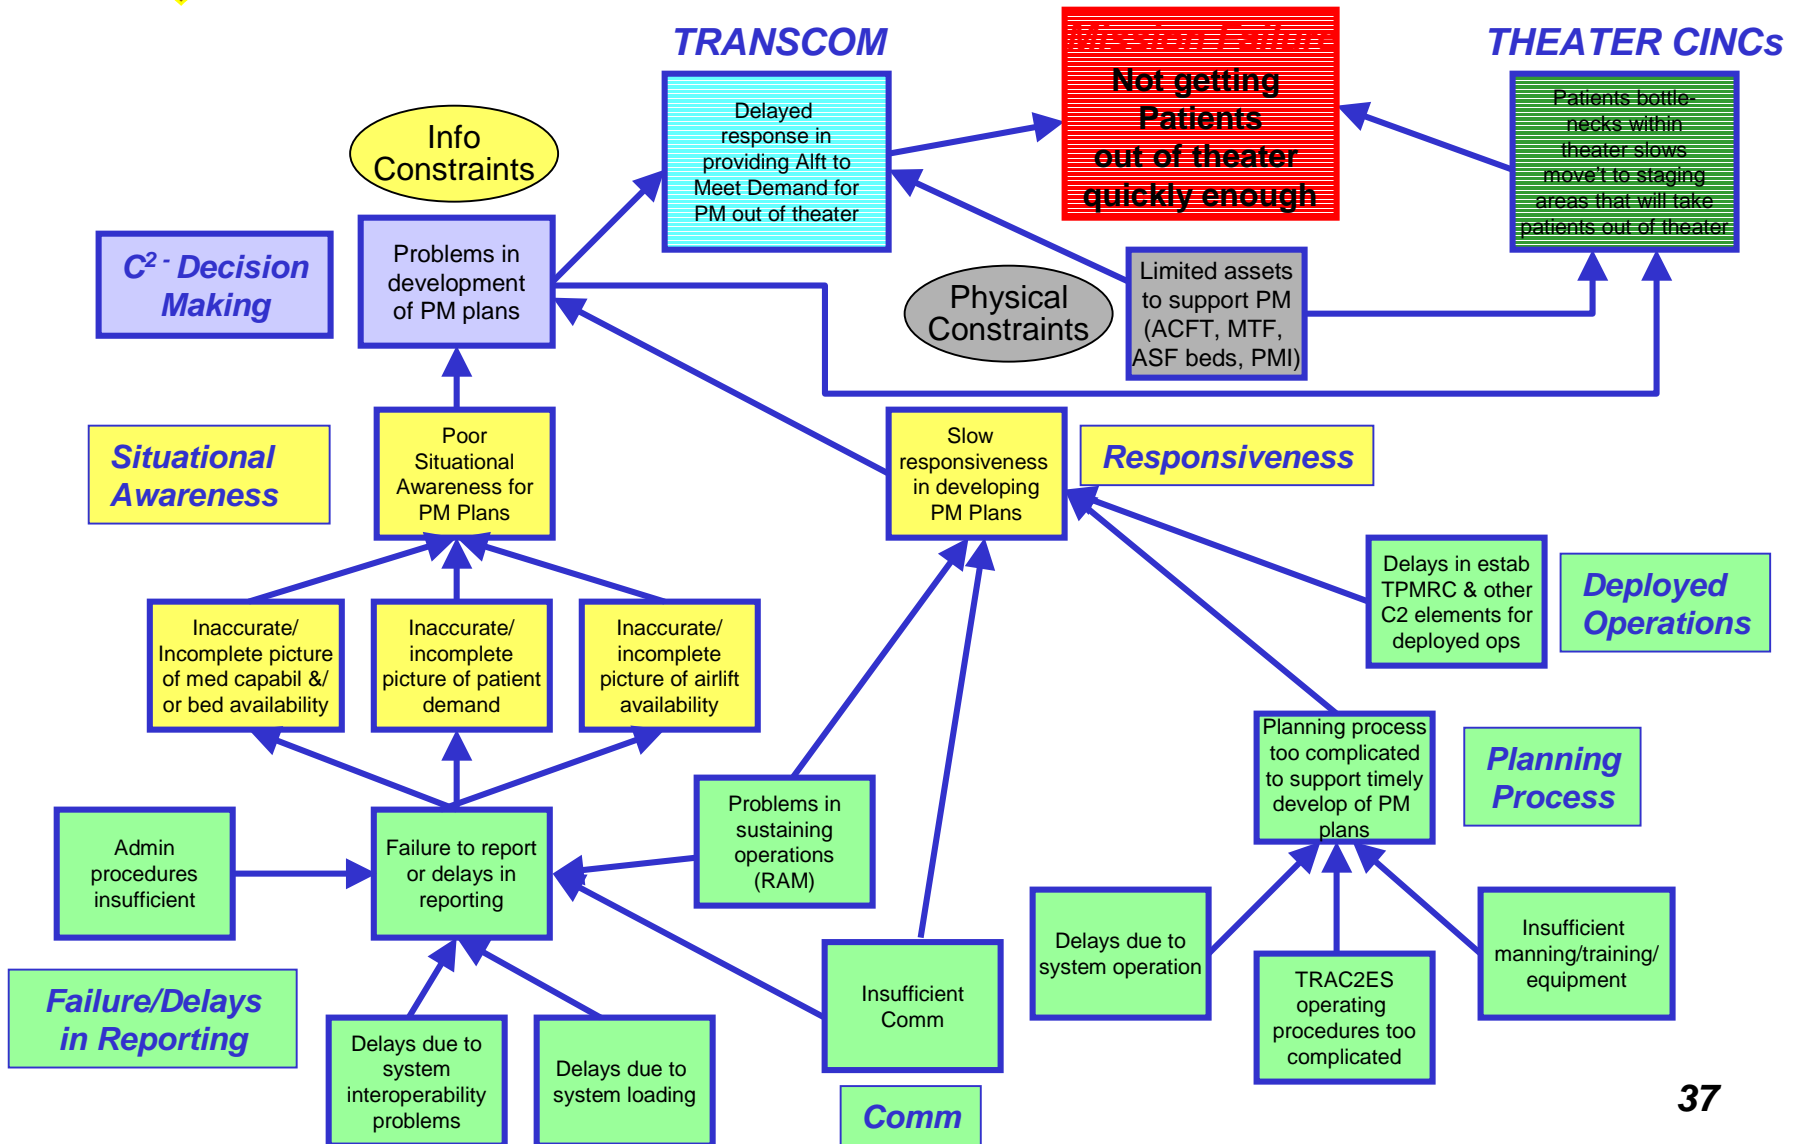 TRANSCOM
Mission Failure
Not getting
Patients
out of theater
quickly enough
THEATER CINCs
Delayed
response in
providing Alft to
Meet Demand for
PM out of theater
Patients bottle-
necks within
theater slows
move't to staging
areas that will take
patients out of theater
Info
Constraints
C2 - Decision
Making
Problems in
development
of PM plans
Physical
Constraints
Limited assets
to support PM
(ACFT, MTF,
ASF beds, PMI)
Situational
Awareness
Poor
Situational
Awareness for
PM Plans
Slow
responsiveness
in developing
PM Plans
Responsiveness
Delays in estab
TPMRC & other
C2 elements for
deployed ops
Deployed
Operations
Inaccurate/
Incomplete picture
of med capabil &/
or bed availability
Inaccurate/
incomplete
picture of patient
demand
Inaccurate/
incomplete
picture of airlift
availability
Planning process
too complicated
to support timely
develop of PM
plans
Planning
Process
Admin
procedures
insufficient
Failure to report
or delays in
reporting
Problems in
sustaining
operations
(RAM)
Failure/Delays
in Reporting
Delays due to
system
interoperability
problems
Delays due to
system loading
Insufficient
Comm
Comm
Delays due to
system operation
TRAC2ES
operating
procedures too
complicated
Insufficient
manning/training/
equipment
37